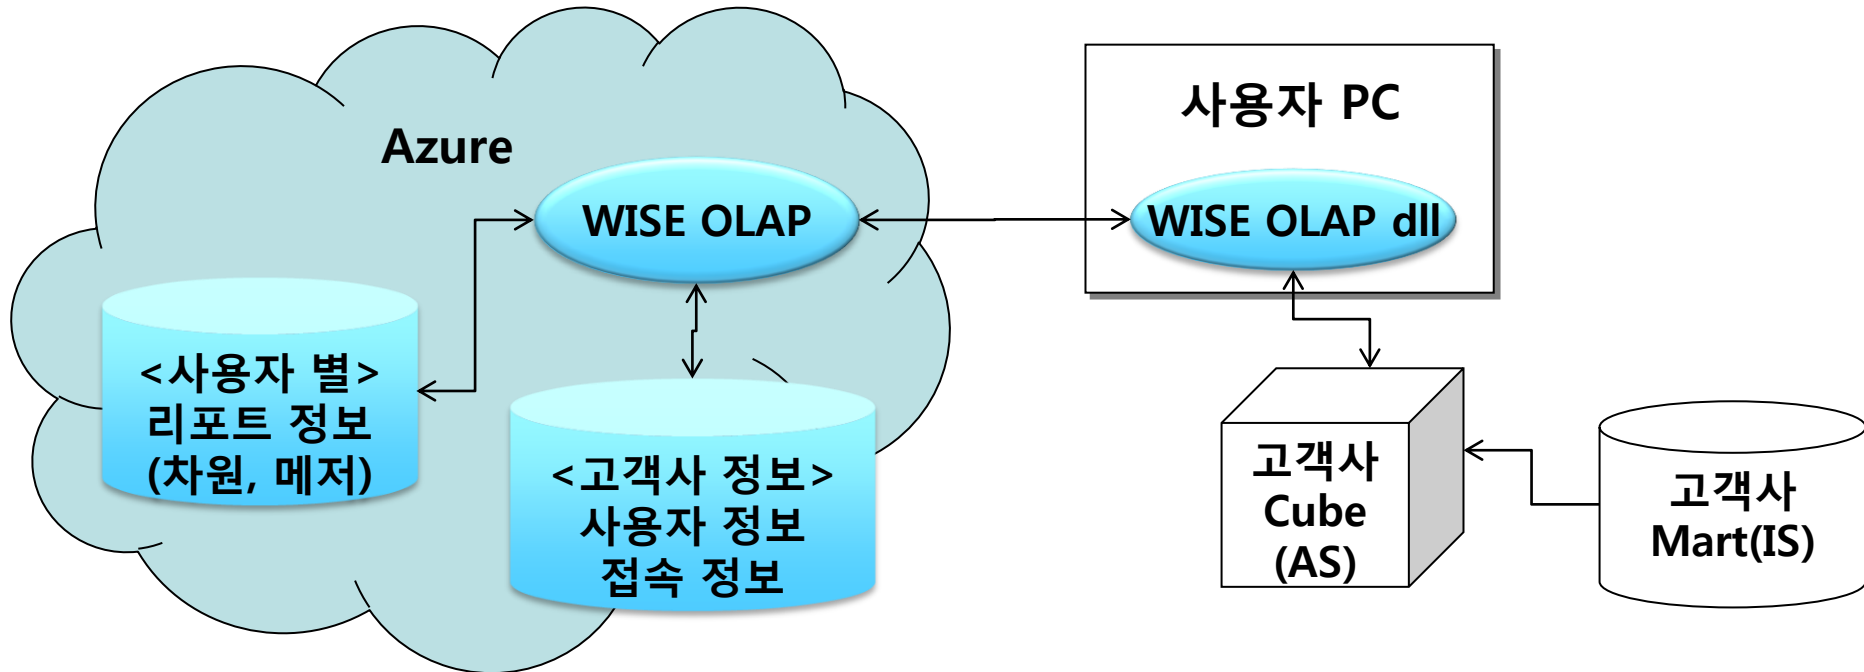 Azure
WISE OLAP
<사용자 별>
리포트 정보
(차원, 메저)
<고객사 정보>
사용자 정보
접속 정보
사용자 PC
WISE OLAP dll
고객사
Cube
(AS)
고객사
Mart(IS)